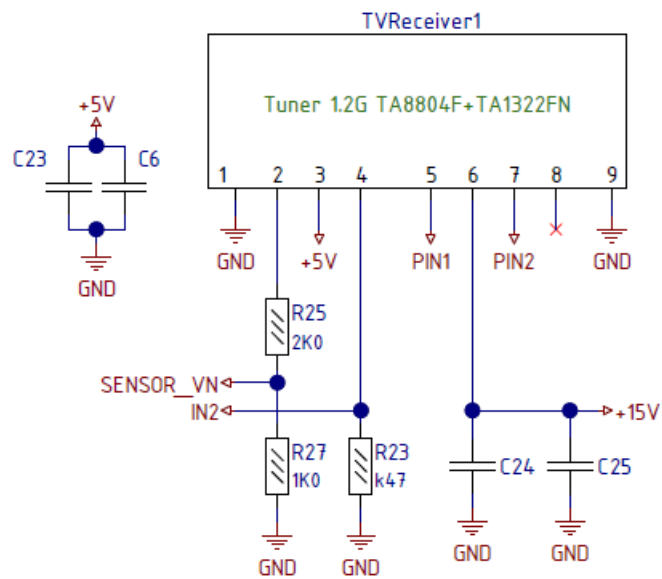 TVReceiver1
Tuner 1.2G TA8804F+TA1322FN
+5V
C23 C6
GND
1 2 3 4 5 6 7 8 9
GND +5V PIN1 PIN2 GND
R25
2K0
SENSOR_VN
IN2
R27
1K0
R23
k47
+15V
C24 C25
GND GND GND GND